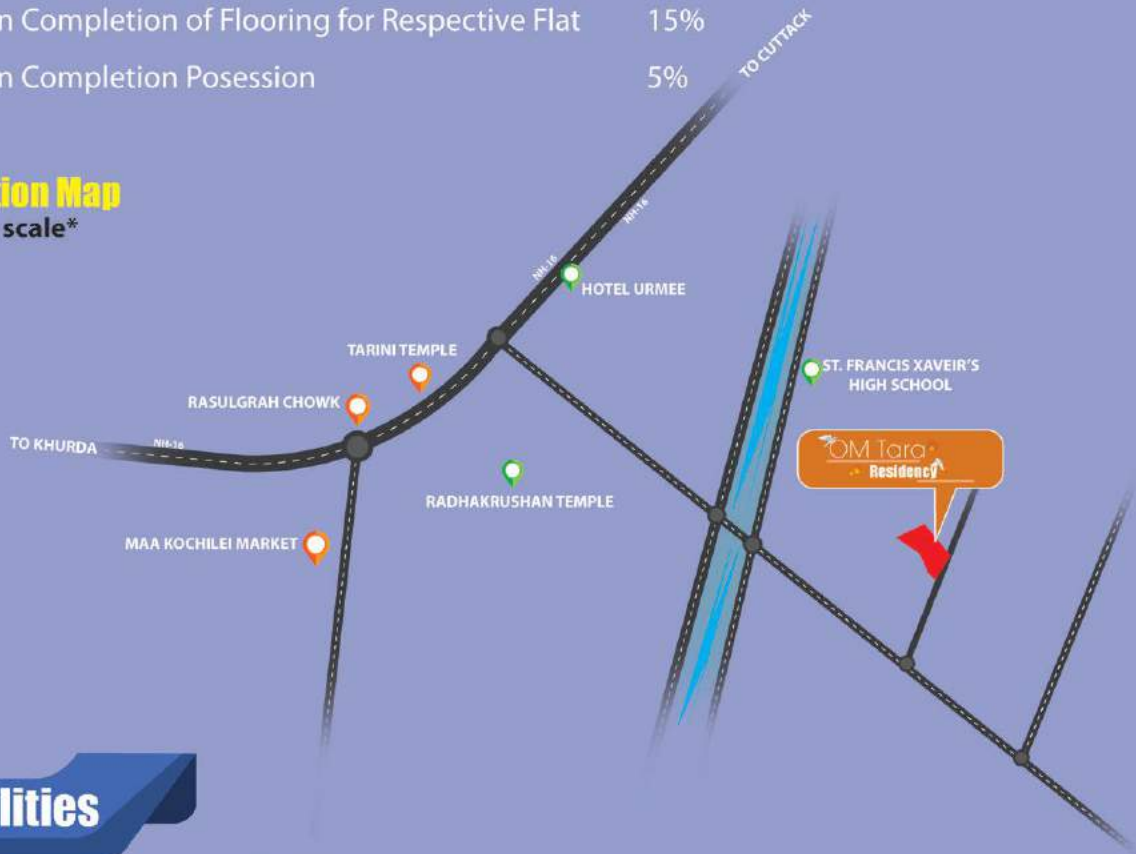 n Completion of Flooring for Respective Flat 15%
n Completion Posession 5%
TO CUTTACK
tion Map
scale*
NH-16
NH-16
HOTEL URMEE
TARINI TEMPLE
ST. FRANCIS XAVEIR'S
HIGH SCHOOL
RASULGRAH CHOWK
TO KHURDA
NH-16
OM Tara
Residency
RADHAKRUSHAN TEMPLE
MAA KOCHILEI MARKET
lities